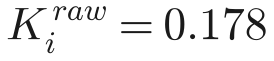 $K_i^{raw} = 0.178$